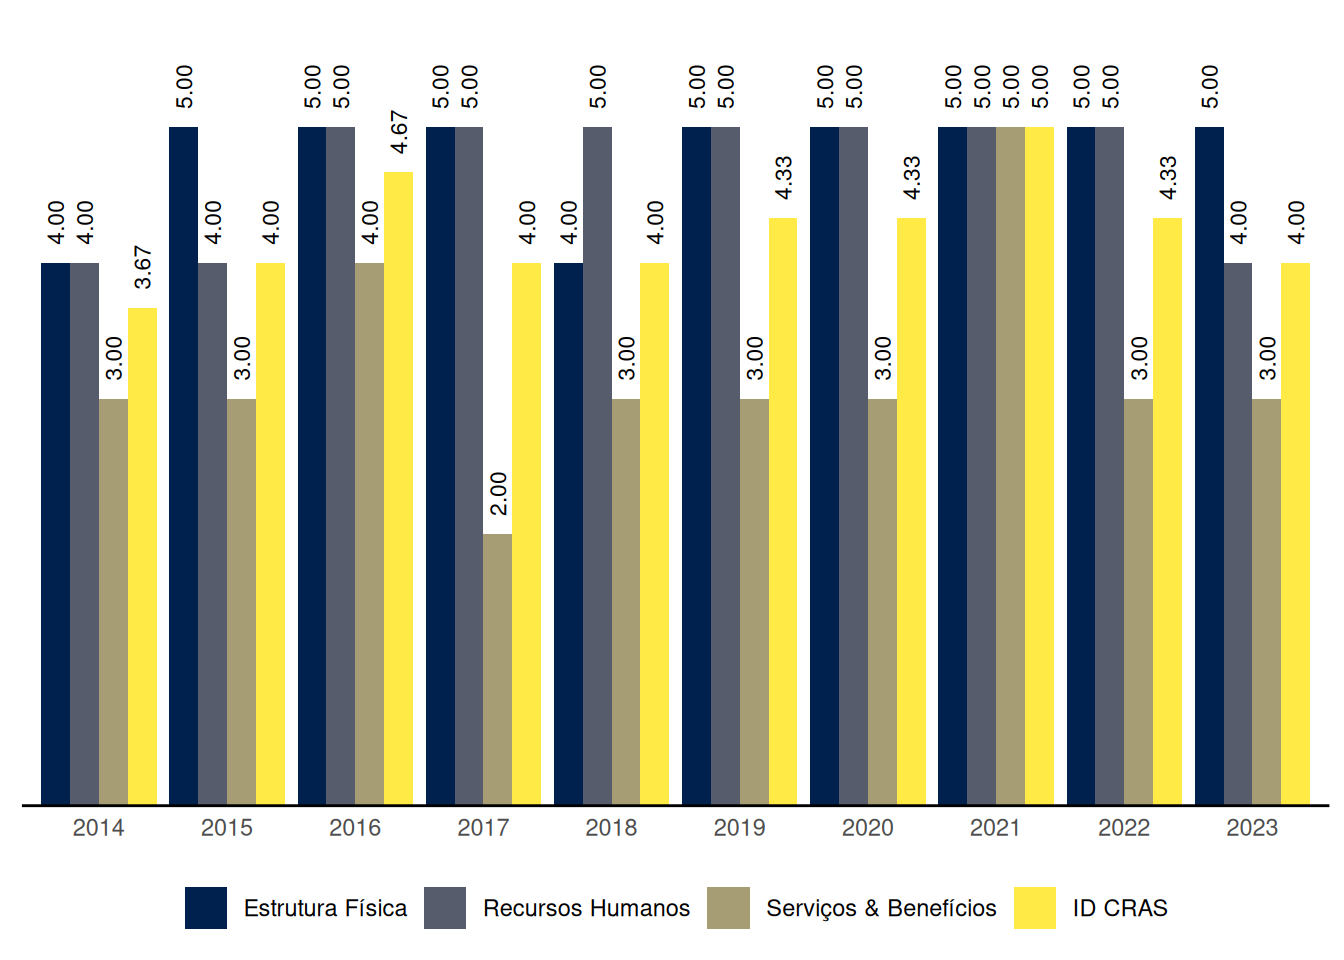 4.00 4.00 3.00 3.67
5.00 4.00 3.00 4.00
5.00 5.00 4.00 4.67
5.00 5.00 2.00 4.00
4.00 5.00 3.00 4.00
5.00 5.00 3.00 4.33
5.00 5.00 3.00 4.33
5.00 5.00 5.00 5.00
5.00 5.00 3.00 4.33
5.00 4.00 3.00 4.00
2014 2015 2016 2017 2018 2019 2020 2021 2022 2023
Estrutura Física Recursos Humanos Serviços & Benefícios ID CRAS